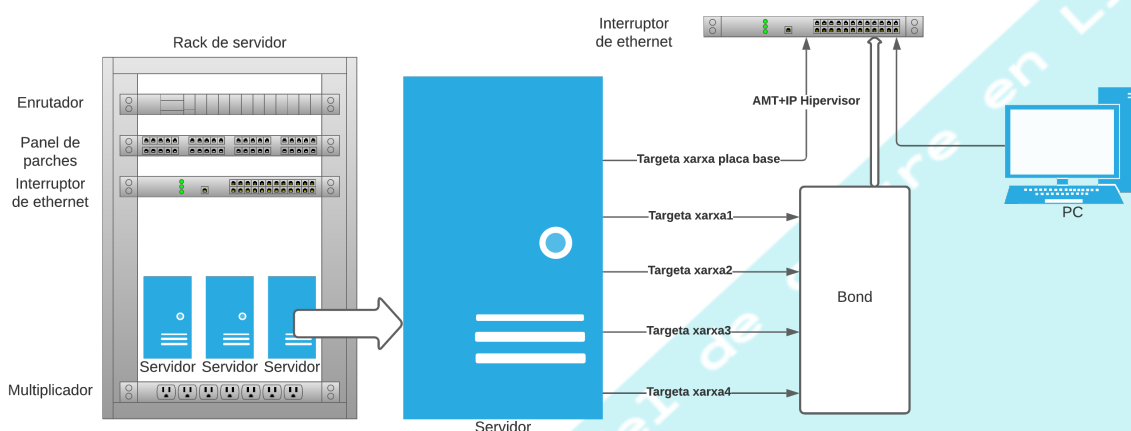 Rack de servidor
Enrutador
Panel de
parches
Interruptor
de ethernet
Servidor Servidor Servidor
Multiplicador
Servidor
Interruptor
de ethernet
AMT+IP Hipervisor
Targeta xarxa placa base
Targeta xarxa1
Targeta xarxa2
Targeta xarxa3
Targeta xarxa4
Bond
PC